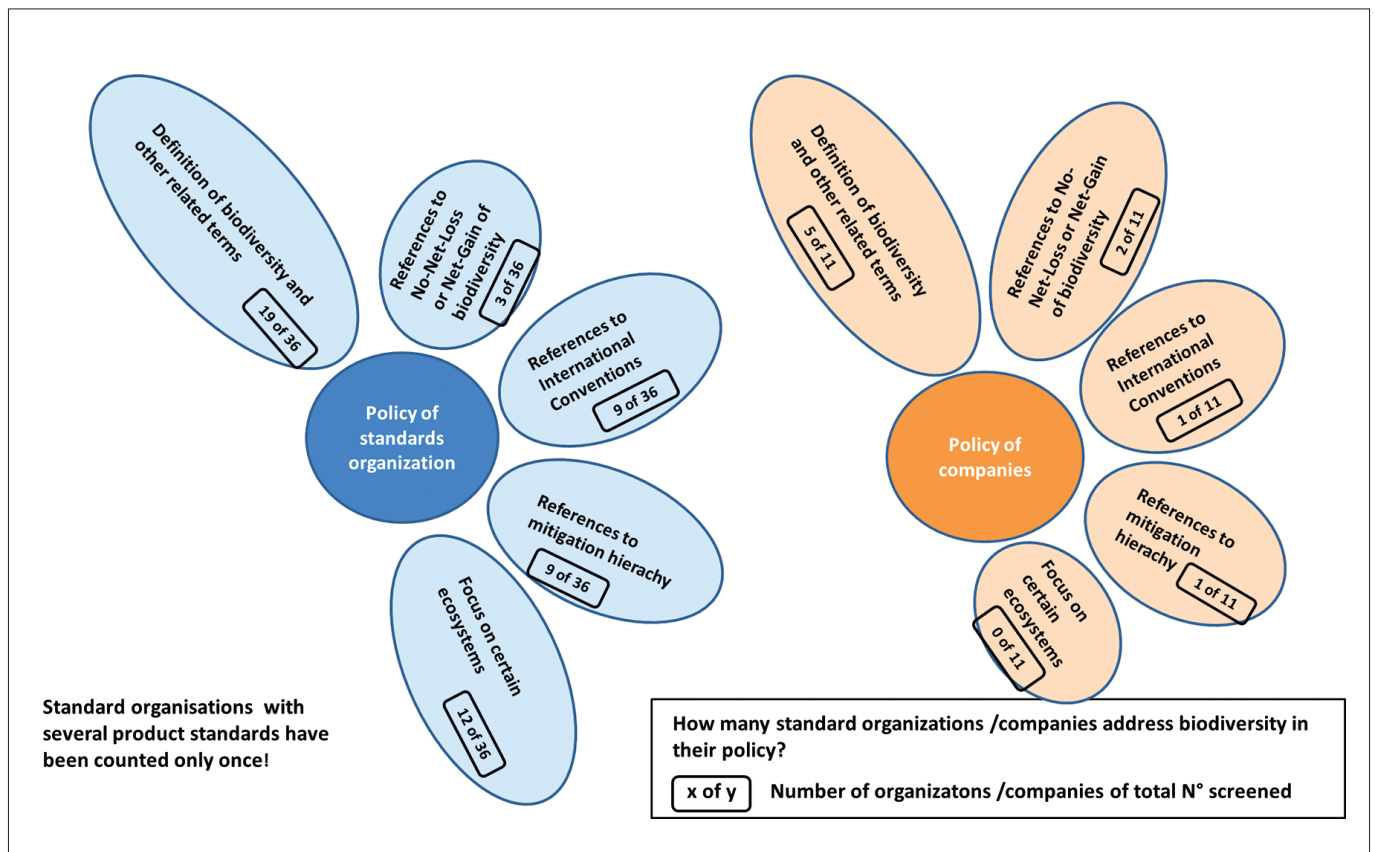 Definition of biodiversity and
other related terms
19 of 36
References to
No-Net-Loss
or Net-Gain of
biodiversity
3 of 36
References to
International
Conventions
9 of 36
References to
mitigation hierachy
9 of 36
Focus on certain
ecosystems
12 of 36
Policy of
standards
organization
Definition of biodiversity
and other related terms
5 of 11
References to No-
Net-Loss or Net-Gain
of biodiversity
2 of 11
References to
International
Conventions
1 of 11
References to
mitigation
hierachy
1 of 11
Focus on
certain
ecosystems
0 of 11
Policy of
companies
Standard organisations with
several product standards have
been counted only once!
How many standard organizations /companies address biodiversity in
their policy?
x of y Number of organizatons /companies of total N° screened